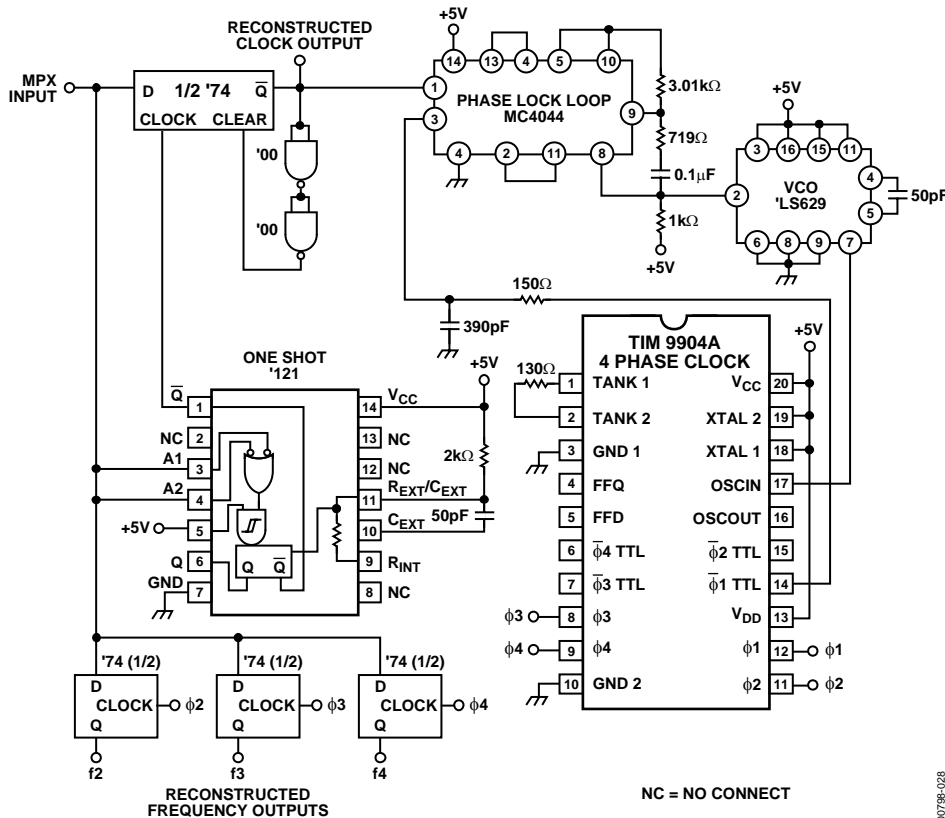 RECONSTRUCTED
CLOCK OUTPUT
MPX
INPUT
D 1/2 '74 Q̅
CLOCK CLEAR
'00
'00
+5V
14 13 4 5 10
1
3
PHASE LOCK LOOP
MC4044
9
4 2 11 8
3.01kΩ
719Ω
0.1μF
1kΩ
+5V
+5V
3 16 15 11
2
VCO
'LS629
4
5
50pF
6 8 9 7
150Ω
390pF
ONE SHOT
'121
+5V
Q̅ 1
NC 2
A1 3
A2 4
+5V 5
Q 6
GND 7
Q Q̅
14 VCC
13 NC
12 NC
11 REXT/CEXT
10 CEXT
9 RINT
8 NC
2kΩ
50pF
TIM 9904A
4 PHASE CLOCK
+5V
130Ω
1 TANK 1
2 TANK 2
3 GND 1
4 FFQ
5 FFD
6 ϕ̅4 TTL
7 ϕ̅3 TTL
ϕ3 8 ϕ3
ϕ4 9 ϕ4
10 GND 2
VCC 20
XTAL 2 19
XTAL 1 18
OSCIN 17
OSCOUT 16
ϕ̅2 TTL 15
ϕ̅1 TTL 14
VDD 13
ϕ1 12 ϕ1
ϕ2 11 ϕ2
'74 (1/2) '74 (1/2) '74 (1/2)
D D D
CLOCK ϕ2 CLOCK ϕ3 CLOCK ϕ4
Q Q Q
f2 f3 f4
RECONSTRUCTED
FREQUENCY OUTPUTS
NC = NO CONNECT
00798-028